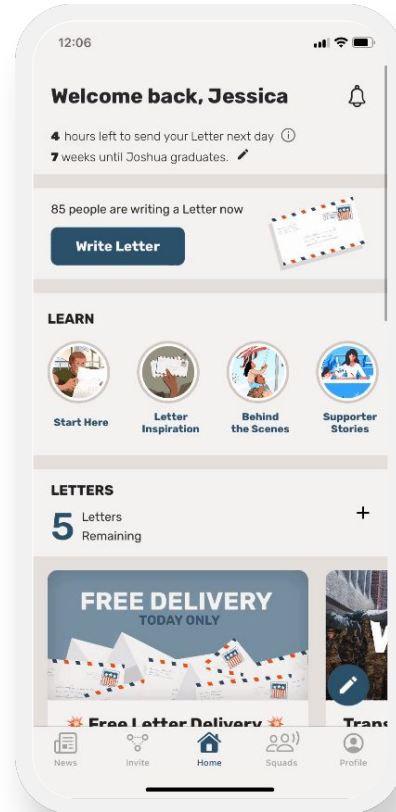 12:06
Welcome back, Jessica
4 hours left to send your Letter next day
7 weeks until Joshua graduates.
85 people are writing a Letter now
Write Letter
LEARN
Start Here
Letter
Inspiration
Behind
the Scenes
Supporter
Stories
LETTERS
5 Letters
Remaining
+
FREE DELIVERY
TODAY ONLY
💥 Free Letter Delivery 💥
News
Invite
Home
Squads
Profile